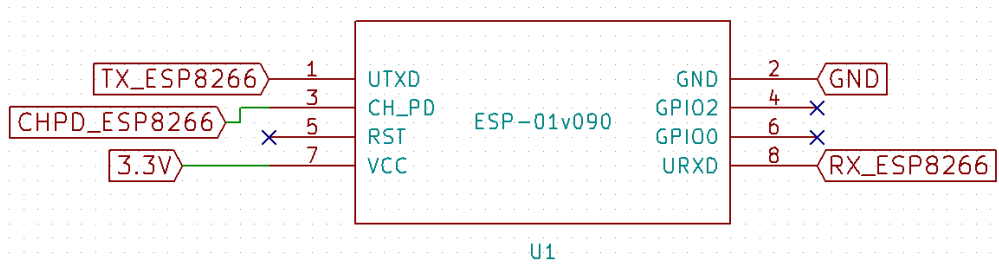 TX_ESP8266 1 UTXD GND 2 GND
CHPD_ESP8266 3 CH_PD GPIO2 4
ESP-01v090
5 RST GPIO0 6
3.3V 7 VCC URXD 8 RX_ESP8266
U1